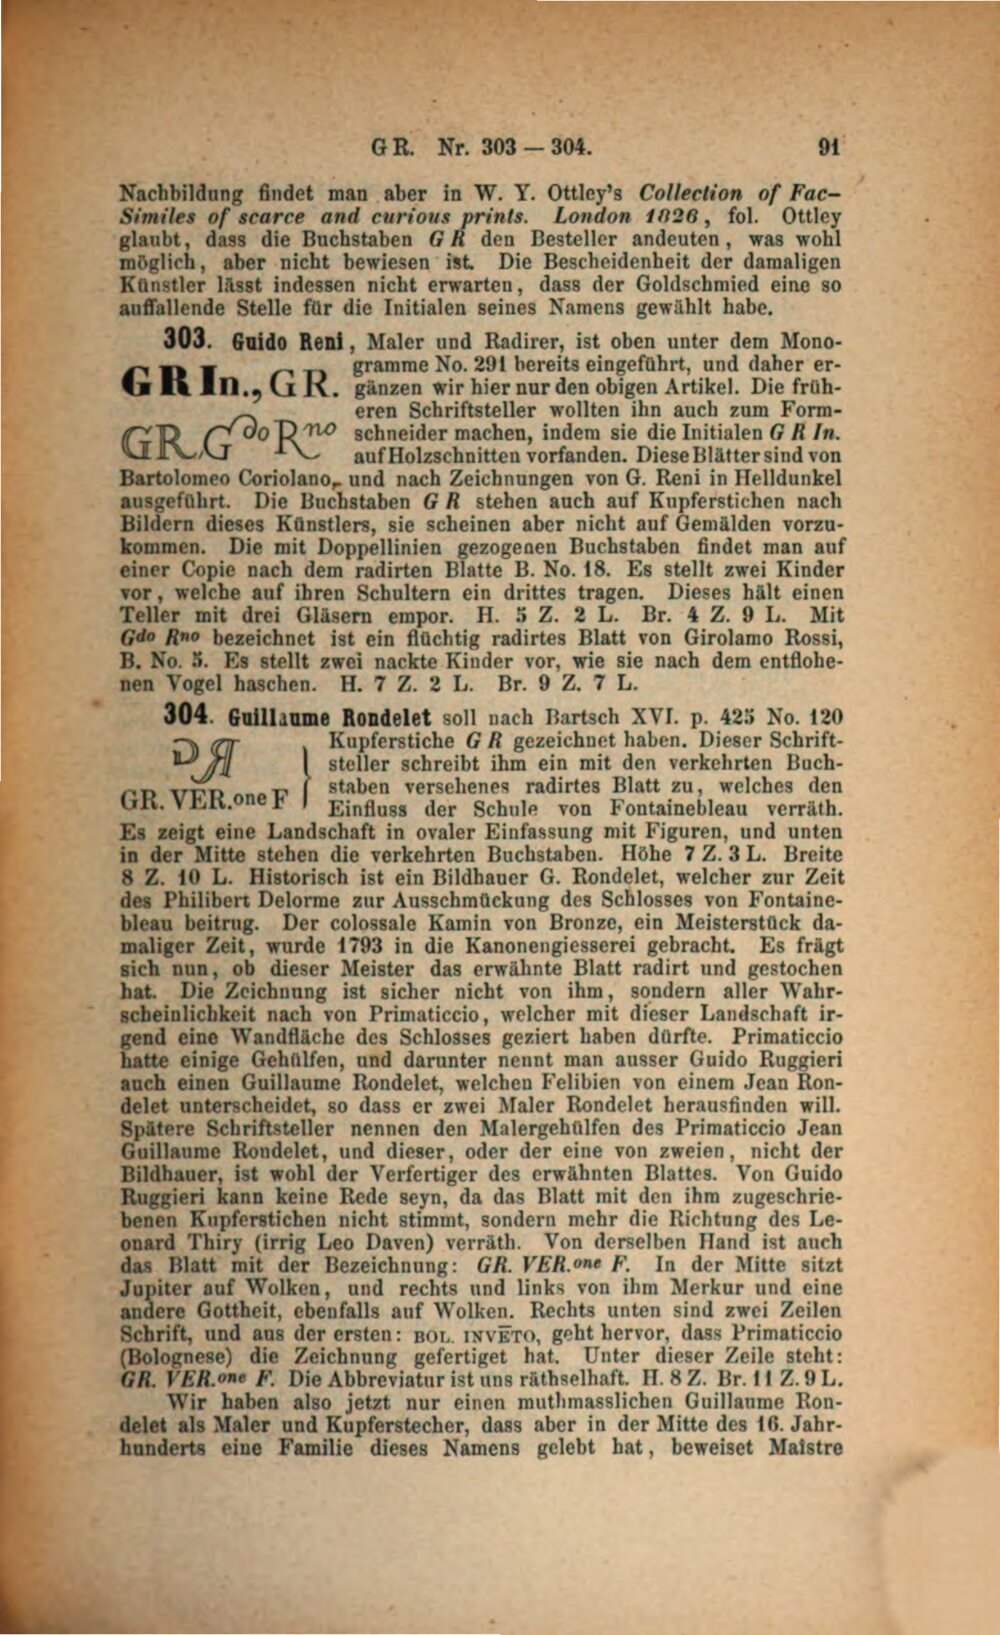 GR. Nr. 303 — 304. 91
Nachbildung findet man aber in W. Y. Ottley's Collection of Fac-
Similes of scarce and curious prints. London 1826, fol. Ottley
glaubt, dass die Buchstaben G R den Besteller andeuten, was wohl
möglich, aber nicht bewiesen ist. Die Bescheidenheit der damaligen
Künstler lässt indessen nicht erwarten, dass der Goldschmied eine so
auffallende Stelle für die Initialen seines Namens gewählt habe.
303. Guido Reni, Maler und Radirer, ist oben unter dem Mono-
gramme No. 291 bereits eingeführt, und daher er-
GR In., GR. gänzen wir hier nur den obigen Artikel. Die früh-
eren Schriftsteller wollten ihn auch zum Form-
GR. Gdo Rno schneider machen, indem sie die Initialen G R In.
auf Holzschnitten vorfanden. Diese Blätter sind von
Bartolomeo Coriolano, und nach Zeichnungen von G. Reni in Helldunkel
ausgeführt. Die Buchstaben G R stehen auch auf Kupferstichen nach
Bildern dieses Künstlers, sie scheinen aber nicht auf Gemälden vorzu-
kommen. Die mit Doppellinien gezogenen Buchstaben findet man auf
einer Copie nach dem radirten Blatte B. No. 18. Es stellt zwei Kinder
vor, welche auf ihren Schultern ein drittes tragen. Dieses hält einen
Teller mit drei Gläsern empor. H. 5 Z. 2 L. Br. 4 Z. 9 L. Mit
Gdo Rno bezeichnet ist ein flüchtig radirtes Blatt von Girolamo Rossi,
B. No. 5. Es stellt zwei nackte Kinder vor, wie sie nach dem entflohe-
nen Vogel haschen. H. 7 Z. 2 L. Br. 9 Z. 7 L.
304. Guillaume Rondelet soll nach Bartsch XVI. p. 425 No. 120
Kupferstiche G R gezeichnet haben. Dieser Schrift-
steller schreibt ihm ein mit den verkehrten Buch-
staben versehenes radirtes Blatt zu, welches den
GR. VER.one F Einfluss der Schule von Fontainebleau verräth.
Es zeigt eine Landschaft in ovaler Einfassung mit Figuren, und unten
in der Mitte stehen die verkehrten Buchstaben. Höhe 7 Z. 3 L. Breite
8 Z. 10 L. Historisch ist ein Bildhauer G. Rondelet, welcher zur Zeit
des Philibert Delorme zur Ausschmückung des Schlosses von Fontaine-
bleau beitrug. Der colossale Kamin von Bronze, ein Meisterstück da-
maliger Zeit, wurde 1793 in die Kanonengiesserei gebracht. Es frägt
sich nun, ob dieser Meister das erwähnte Blatt radirt und gestochen
hat. Die Zeichnung ist sicher nicht von ihm, sondern aller Wahr-
scheinlichkeit nach von Primaticcio, welcher mit dieser Landschaft ir-
gend eine Wandfläche des Schlosses geziert haben dürfte. Primaticcio
hatte einige Gehülfen, und darunter nennt man ausser Guido Ruggieri
auch einen Guillaume Rondelet, welchen Felibien von einem Jean Ron-
delet unterscheidet, so dass er zwei Maler Rondelet herausfinden will.
Spätere Schriftsteller nennen den Malergehülfen des Primaticcio Jean
Guillaume Rondelet, und dieser, oder der eine von zweien, nicht der
Bildhauer, ist wohl der Verfertiger des erwähnten Blattes. Von Guido
Ruggieri kann keine Rede seyn, da das Blatt mit den ihm zugeschrie-
benen Kupferstichen nicht stimmt, sondern mehr die Richtung des Le-
onard Thiry (irrig Leo Daven) verräth. Von derselben Hand ist auch
das Blatt mit der Bezeichnung: GR. VER.one F. In der Mitte sitzt
Jupiter auf Wolken, und rechts und links von ihm Merkur und eine
andere Gottheit, ebenfalls auf Wolken. Rechts unten sind zwei Zeilen
Schrift, und aus der ersten: BOL. INVĒTO, geht hervor, dass Primaticcio
(Bolognese) die Zeichnung gefertiget hat. Unter dieser Zeile steht:
GR. VER.one F. Die Abbreviatur ist uns räthselhaft. H. 8 Z. Br. 11 Z. 9 L.
Wir haben also jetzt nur einen muthmasslichen Guillaume Ron-
delet als Maler und Kupferstecher, dass aber in der Mitte des 16. Jahr-
hunderts eine Familie dieses Namens gelebt hat, beweiset Maistre